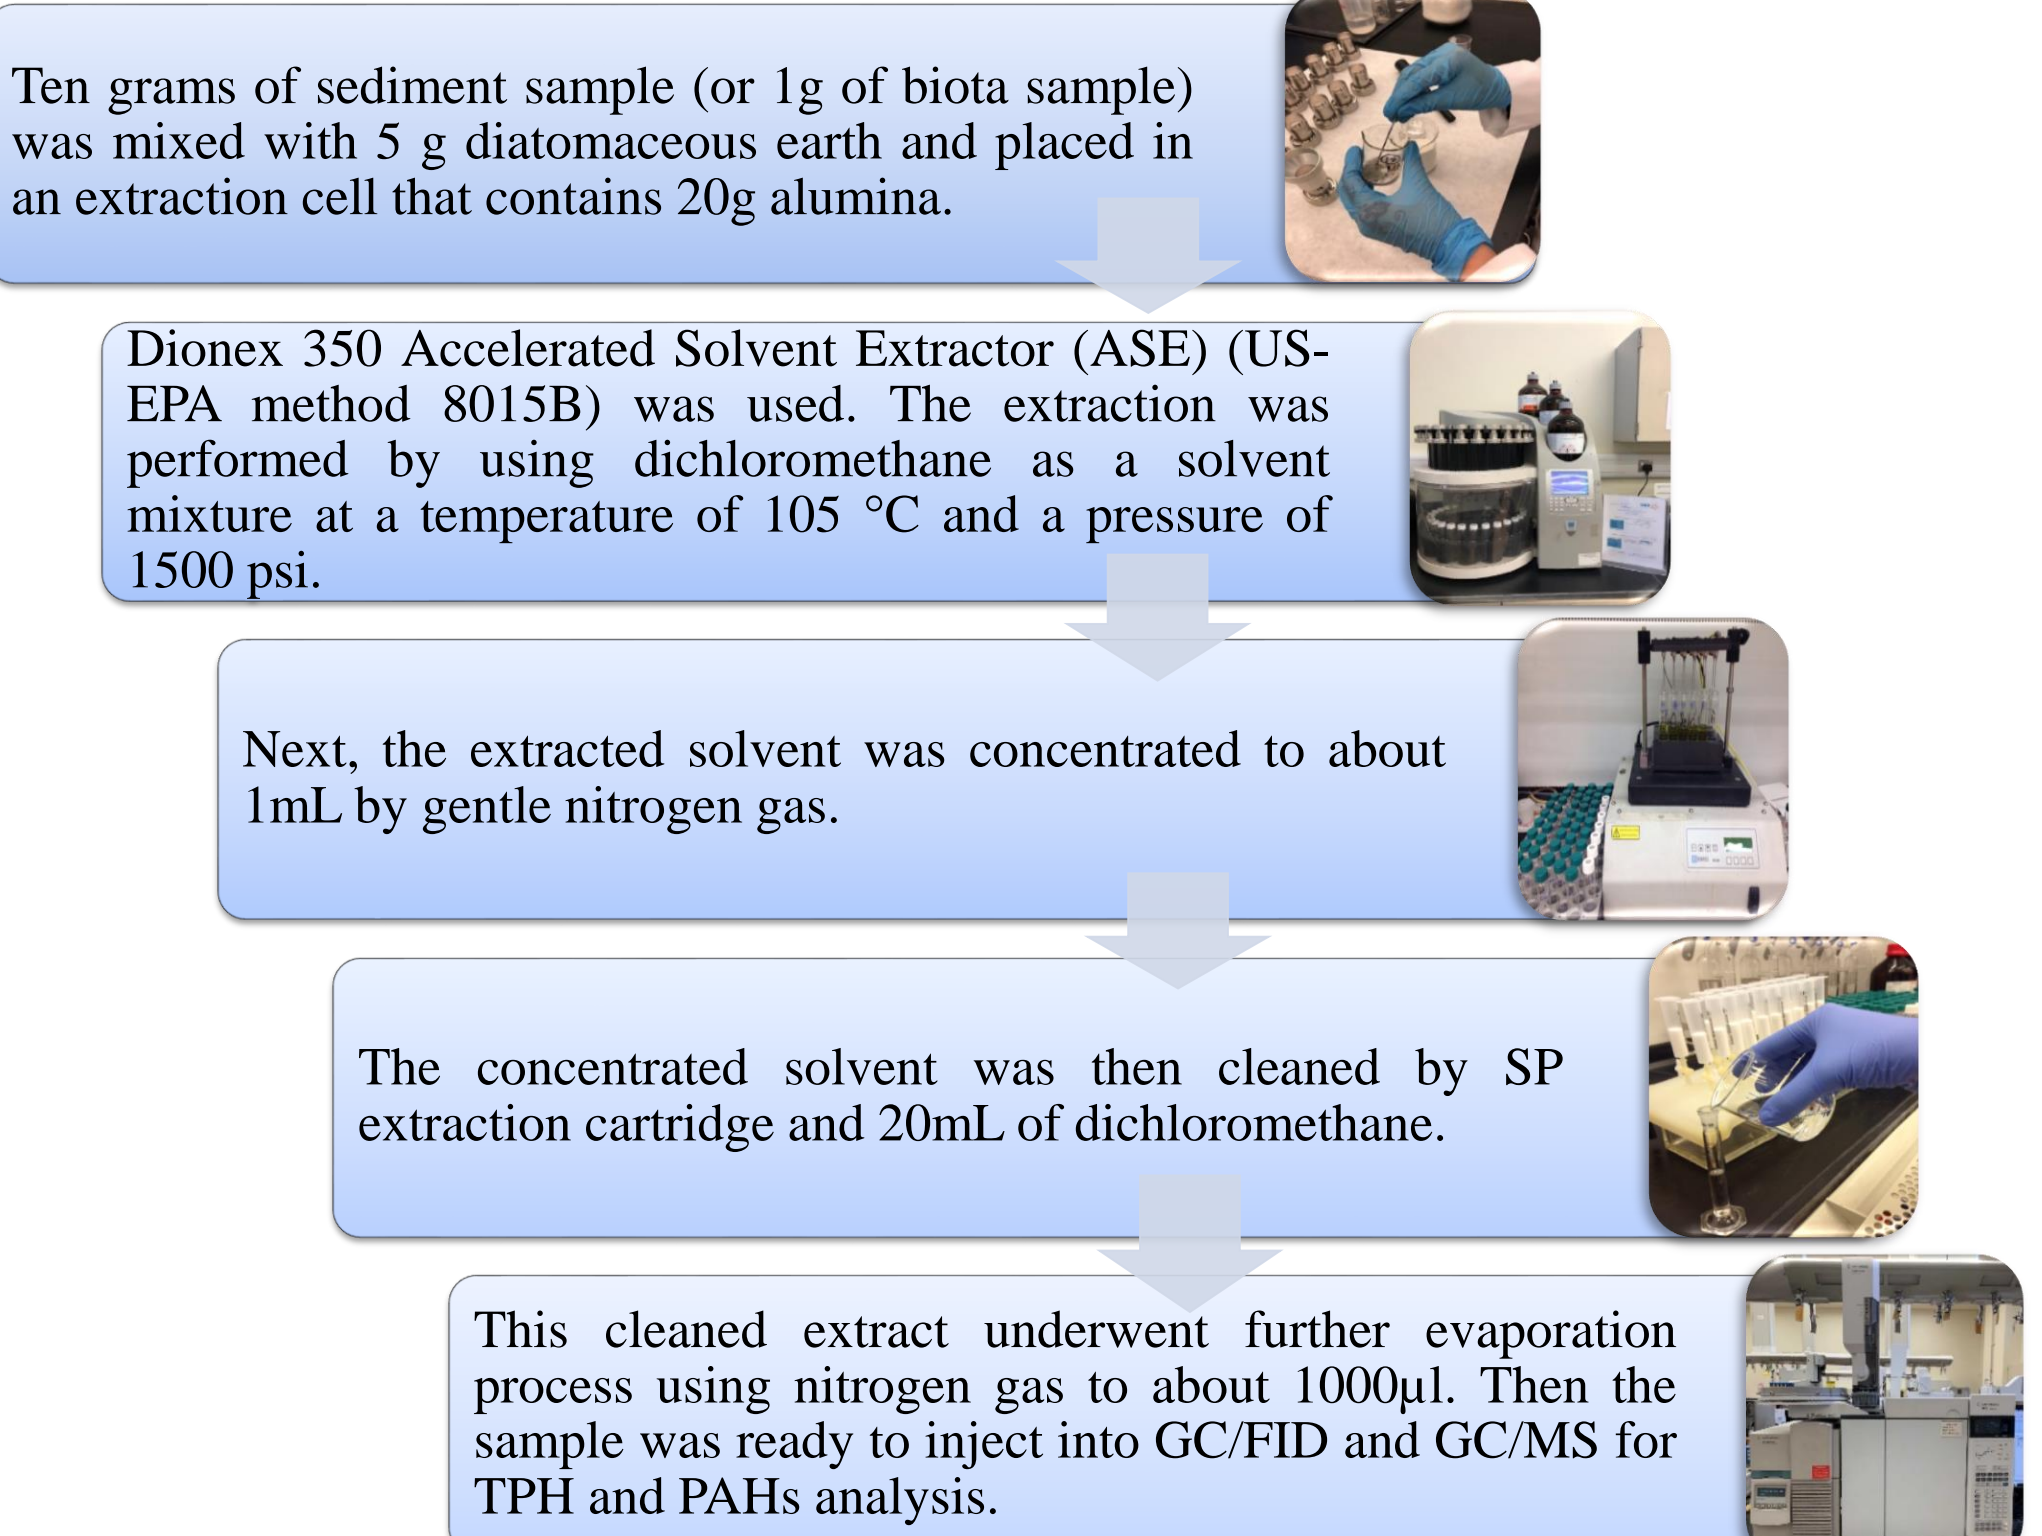 Ten grams of sediment sample (or 1g of biota sample)
was mixed with 5 g diatomaceous earth and placed in
an extraction cell that contains 20g alumina.
Dionex 350 Accelerated Solvent Extractor (ASE) (US-
EPA method 8015B) was used. The extraction was
performed by using dichloromethane as a solvent
mixture at a temperature of 105 °C and a pressure of
1500 psi.
Next, the extracted solvent was concentrated to about
1mL by gentle nitrogen gas.
The concentrated solvent was then cleaned by SP
extraction cartridge and 20mL of dichloromethane.
This cleaned extract underwent further evaporation
process using nitrogen gas to about 1000µl. Then the
sample was ready to inject into GC/FID and GC/MS for
TPH and PAHs analysis.